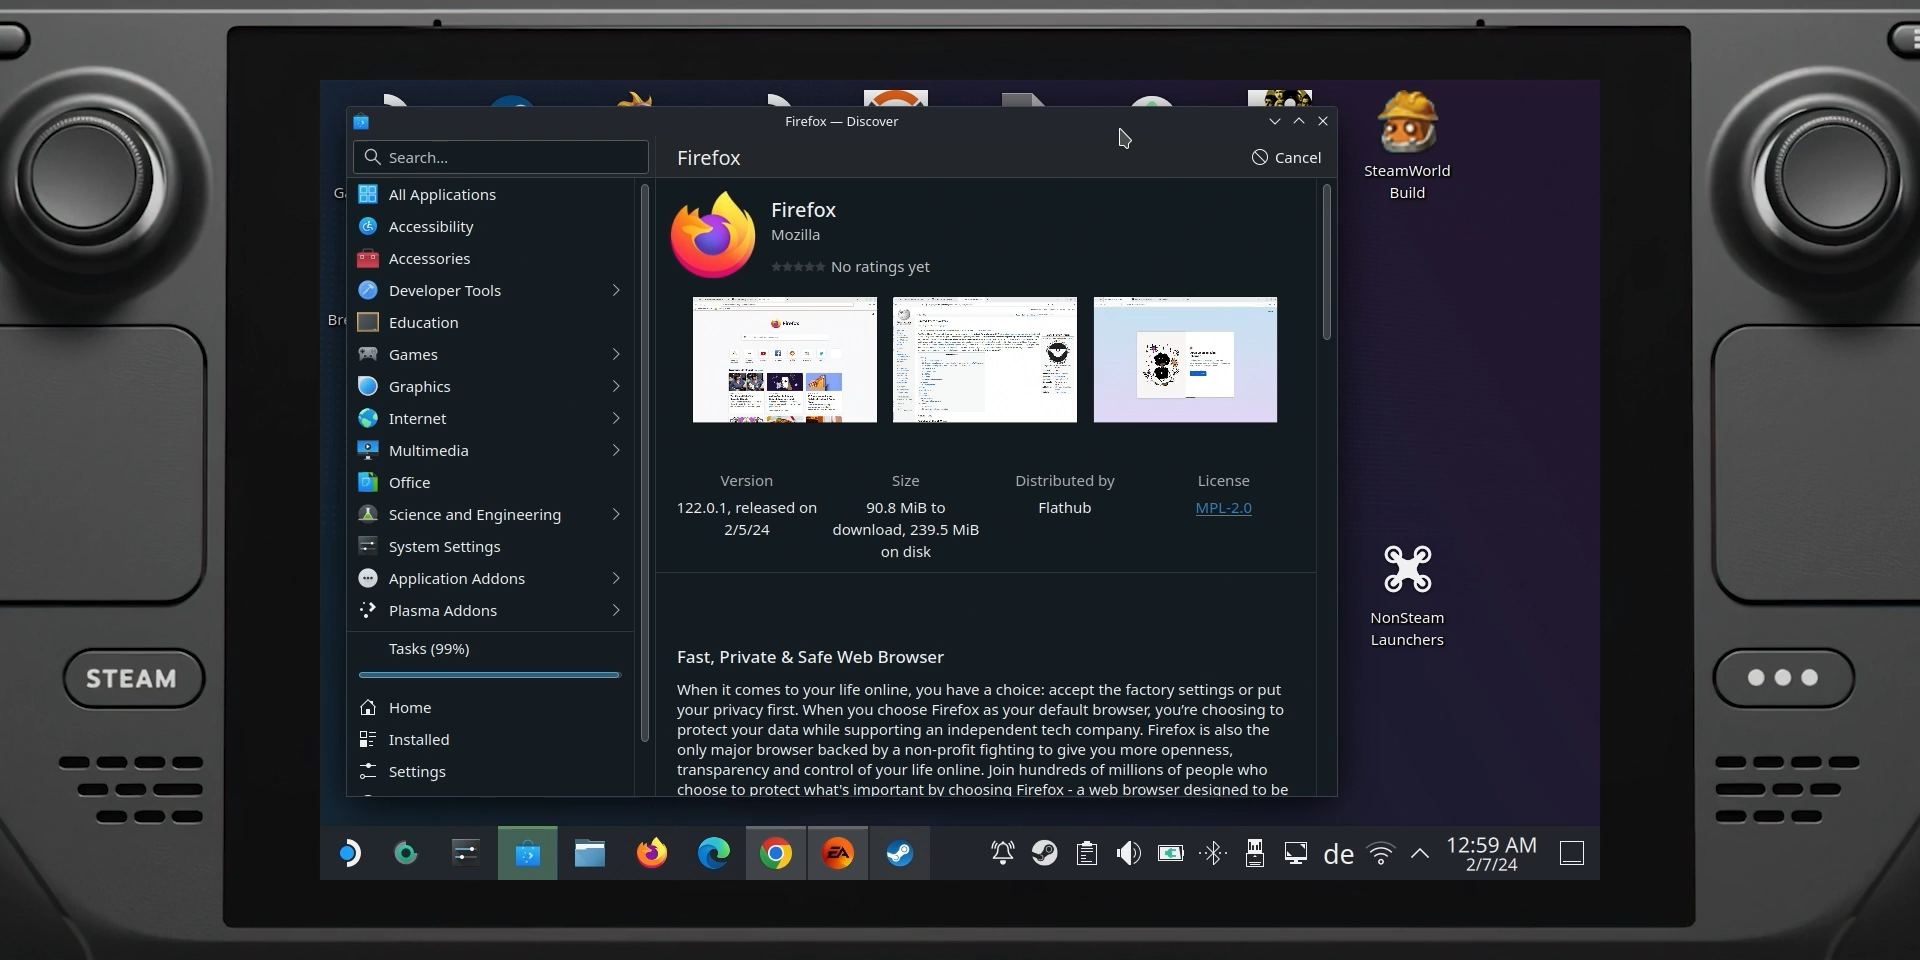 Firefox — Discover
Search...
Firefox
Cancel
All Applications
Accessibility
Accessories
Developer Tools
Education
Games
Graphics
Internet
Multimedia
Office
Science and Engineering
System Settings
Application Addons
Plasma Addons
Tasks (99%)
Home
Installed
Settings
Firefox
Mozilla
No ratings yet
Firefox
Version
122.0.1, released on
2/5/24
Size
90.8 MiB to
download, 239.5 MiB
on disk
Distributed by
Flathub
License
MPL-2.0
Fast, Private & Safe Web Browser
When it comes to your life online, you have a choice: accept the factory settings or put
your privacy first. When you choose Firefox as your default browser, you’re choosing to
protect your data while supporting an independent tech company. Firefox is also the
only major browser backed by a non-profit fighting to give you more openness,
transparency and control of your life online. Join hundreds of millions of people who
choose to protect what's important by choosing Firefox - a web browser designed to be
SteamWorld
Build
NonSteam
Launchers
STEAM
EA
de
12:59 AM
2/7/24